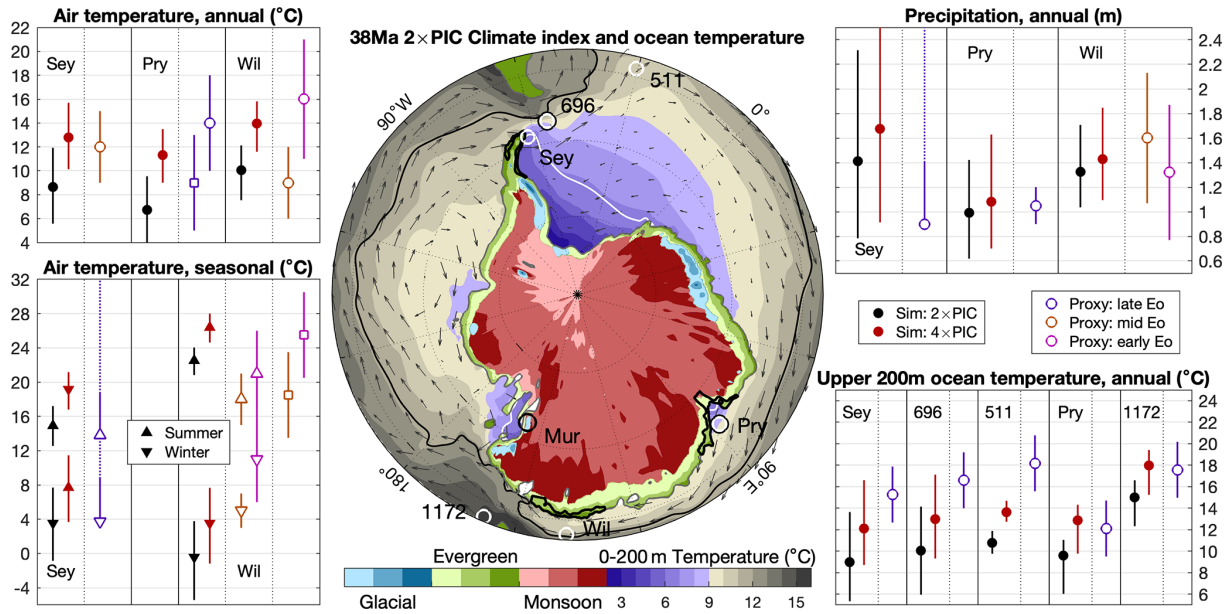 Air temperature, annual (°C)
22
20
18
16
14
12
10
8
6
4
Sey
Pry
Wil
Air temperature, seasonal (°C)
32
28
24
20
16
12
8
4
0
-4
Summer
Winter
Sey
Wil
38Ma 2×PIC Climate index and ocean temperature
90°W
0°
90°E
180°
511
696
Sey
Pry
Mur
1172
Wil
Evergreen
0-200 m Temperature (°C)
Glacial
Monsoon
3
6
9
12
15
Precipitation, annual (m)
Pry
Wil
Sey
2.4
2.2
2
1.8
1.6
1.4
1.2
1
0.8
0.6
Sim: 2×PIC
Sim: 4×PIC
Proxy: late Eo
Proxy: mid Eo
Proxy: early Eo
Upper 200m ocean temperature, annual (°C)
Sey
696
511
Pry
1172
24
22
20
18
16
14
12
10
8
6